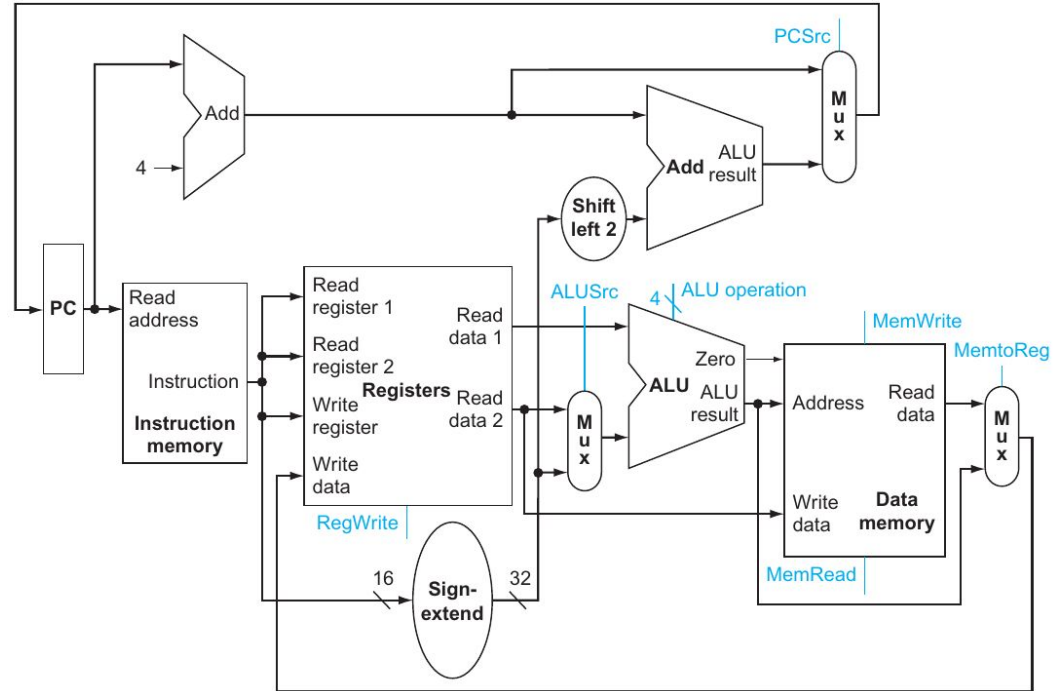 PCSrc
M
u
x
Add
4
Add
ALU
result
Shift
left 2
PC
Read
address
Instruction
Instruction
memory
Read
register 1
Read
register 2
Write
register
Write
data
Registers
Read
data 1
Read
data 2
RegWrite
16
Sign-
extend
32
ALUSrc
M
u
x
4
ALU operation
Zero
ALU
ALU
result
MemWrite
Address
Read
data
Write
data
Data
memory
MemRead
MemtoReg
M
u
x